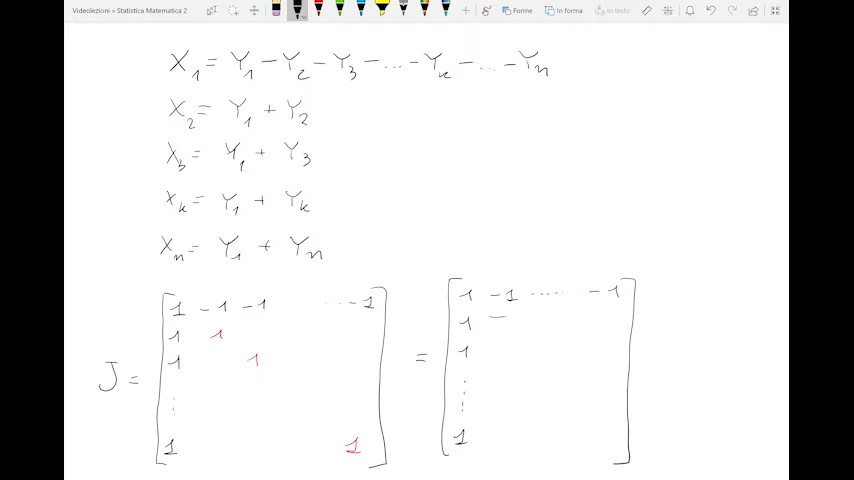 Videolezioni » Statistica Matematica 2
Forme In forma In testo
X₁ = Y₁ - Y₂ - Y₃ - ... - Yₖ - ... - Yₙ
X₂ = Y₁ + Y₂
X₃ = Y₁ + Y₃
Xₖ = Y₁ + Yₖ
Xₙ = Y₁ + Yₙ
J = [ 1 -1 -1 ... -1 = [ 1 -1 ..... -1
1 1 1 -
1 1 1
⋮ ⋮
1 1 ] 1 ]